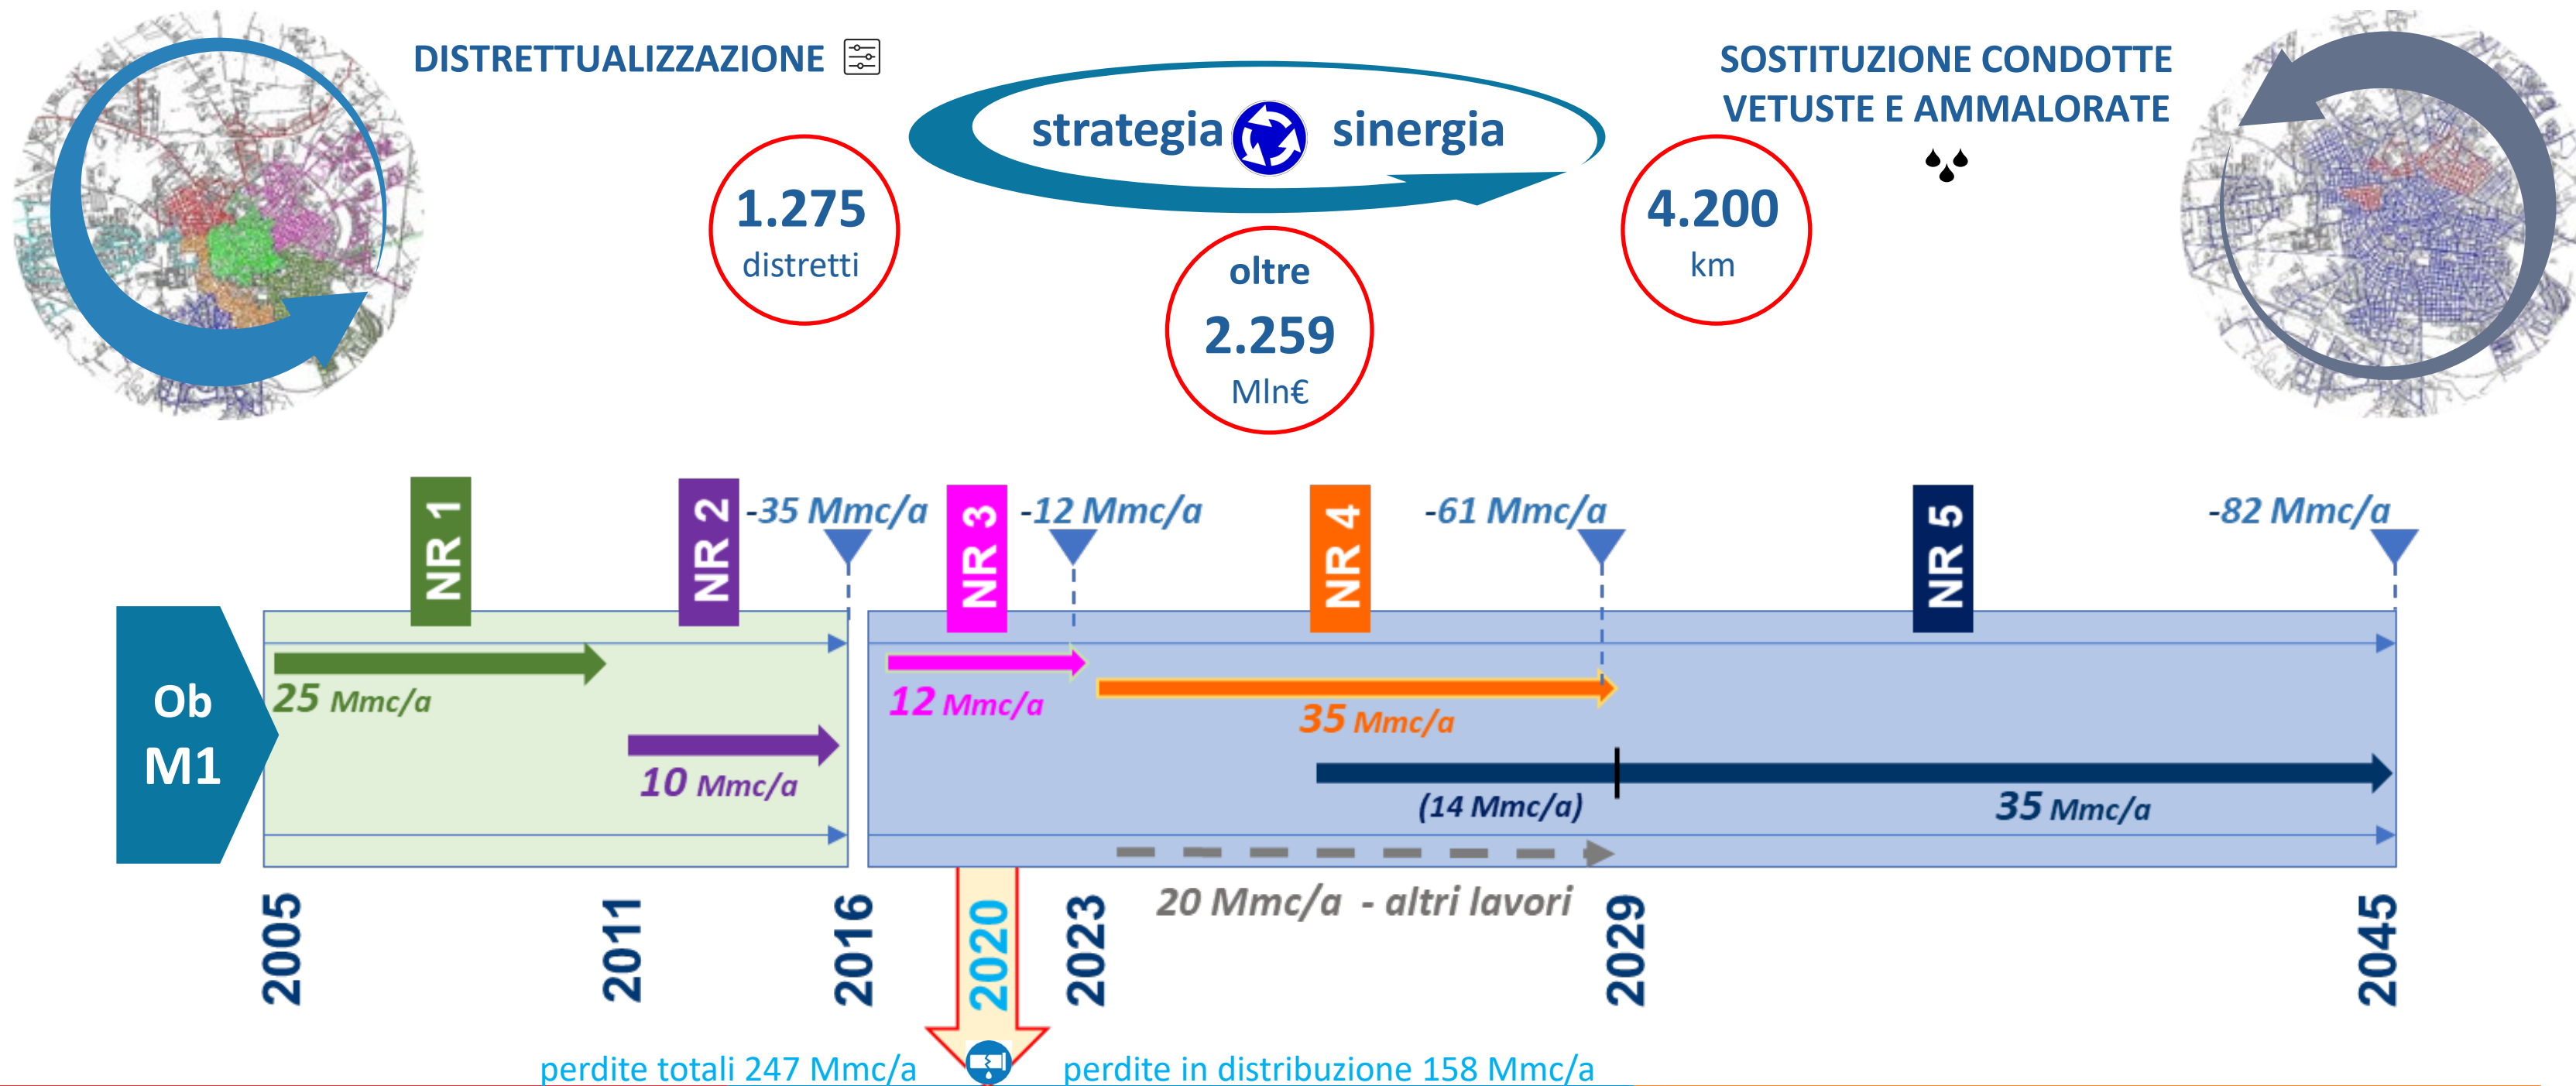 DISTRETTUALIZZAZIONE
strategia sinergia
SOSTITUZIONE CONDOTTE
VETUSTE E AMMALORATE
1.275
distretti
oltre
2.259
Mln€
4.200
km
NR 1
NR 2
-35 Mmc/a
NR 3
-12 Mmc/a
NR 4
-61 Mmc/a
NR 5
-82 Mmc/a
Ob
M1
25 Mmc/a
10 Mmc/a
12 Mmc/a
35 Mmc/a
(14 Mmc/a)
35 Mmc/a
20 Mmc/a - altri lavori
2005
2011
2016
2020
2023
2029
2045
perdite totali 247 Mmc/a
perdite in distribuzione 158 Mmc/a